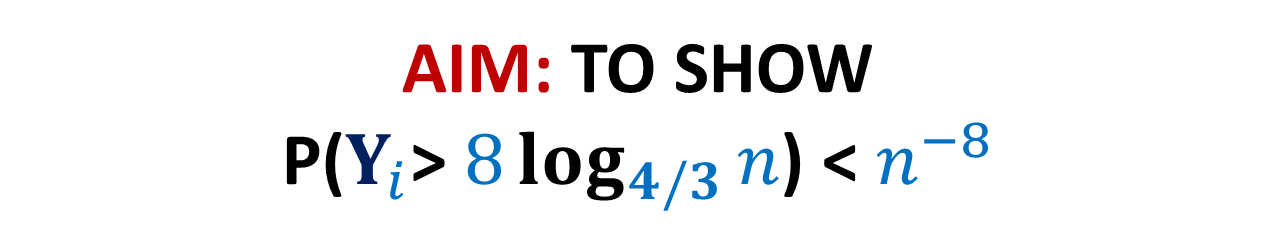 AIM: TO SHOW
P(Yᵢ> 8 log₄/₃ n) < n⁻⁸